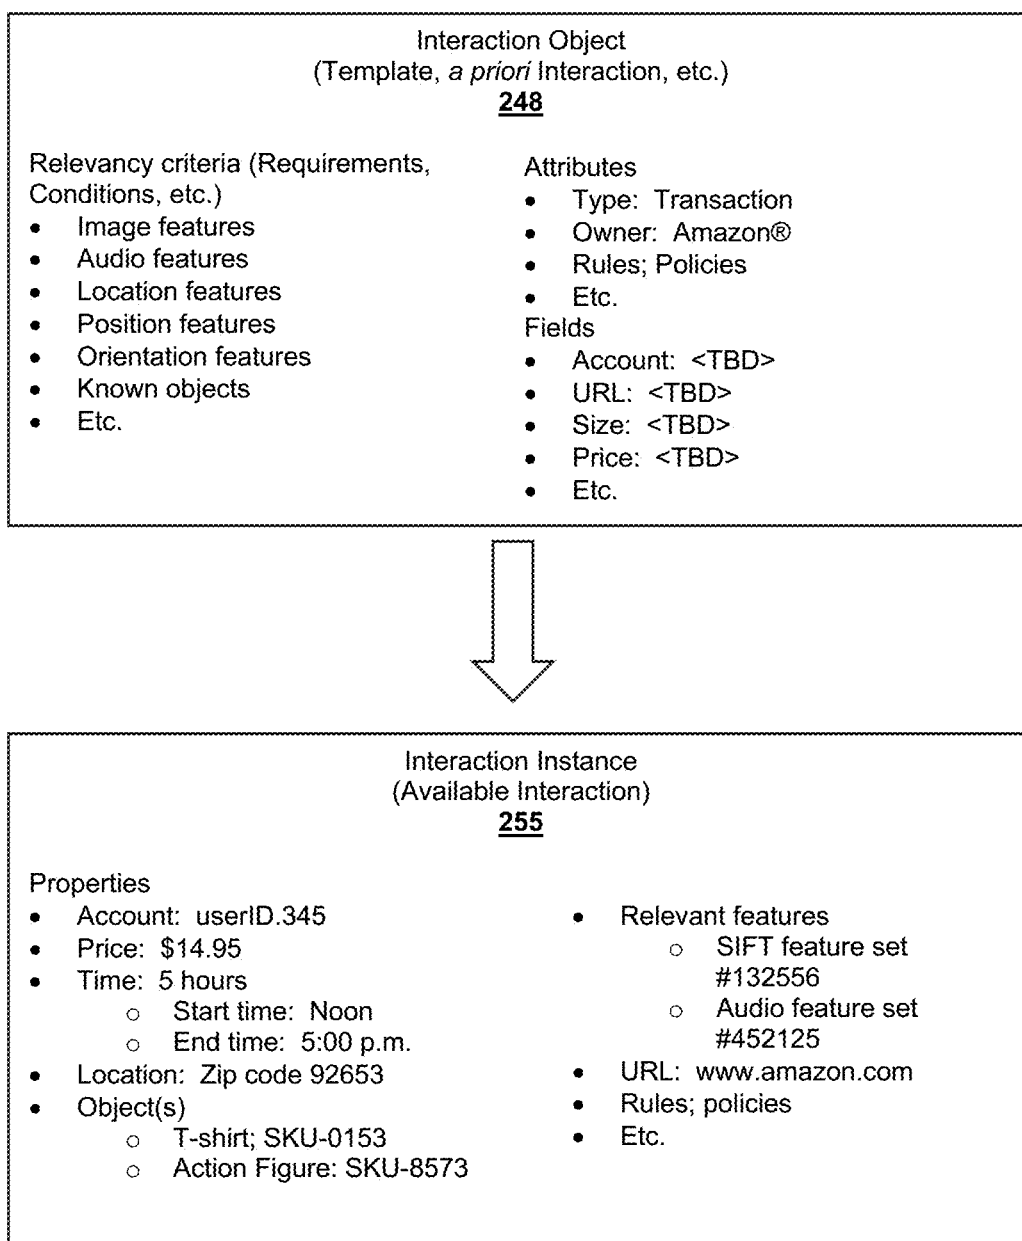 Interaction Object
(Template, a priori Interaction, etc.)
248
Relevancy criteria (Requirements,
Conditions, etc.)
• Image features
• Audio features
• Location features
• Position features
• Orientation features
• Known objects
• Etc.
Attributes
• Type: Transaction
• Owner: Amazon®
• Rules; Policies
• Etc.
Fields
• Account: <TBD>
• URL: <TBD>
• Size: <TBD>
• Price: <TBD>
• Etc.
Interaction Instance
(Available Interaction)
255
Properties
• Account: userID.345
• Price: $14.95
• Time: 5 hours
○ Start time: Noon
○ End time: 5:00 p.m.
• Location: Zip code 92653
• Object(s)
○ T-shirt; SKU-0153
○ Action Figure: SKU-8573
• Relevant features
○ SIFT feature set
#132556
○ Audio feature set
#452125
• URL: www.amazon.com
• Rules; policies
• Etc.